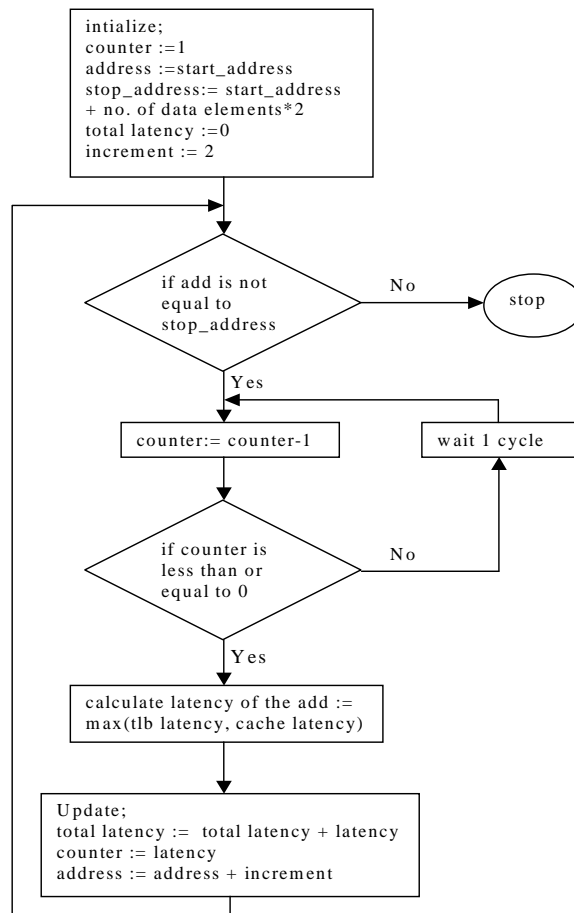 intialize;
counter :=1
address :=start_address
stop_address:= start_address
+ no. of data elements*2
total latency :=0
increment := 2
if add is not
equal to
stop_address
No
stop
Yes
counter:= counter-1
wait 1 cycle
if counter is
less than or
equal to 0
No
Yes
calculate latency of the add :=
max(tlb latency, cache latency)
Update;
total latency := total latency + latency
counter := latency
address := address + increment